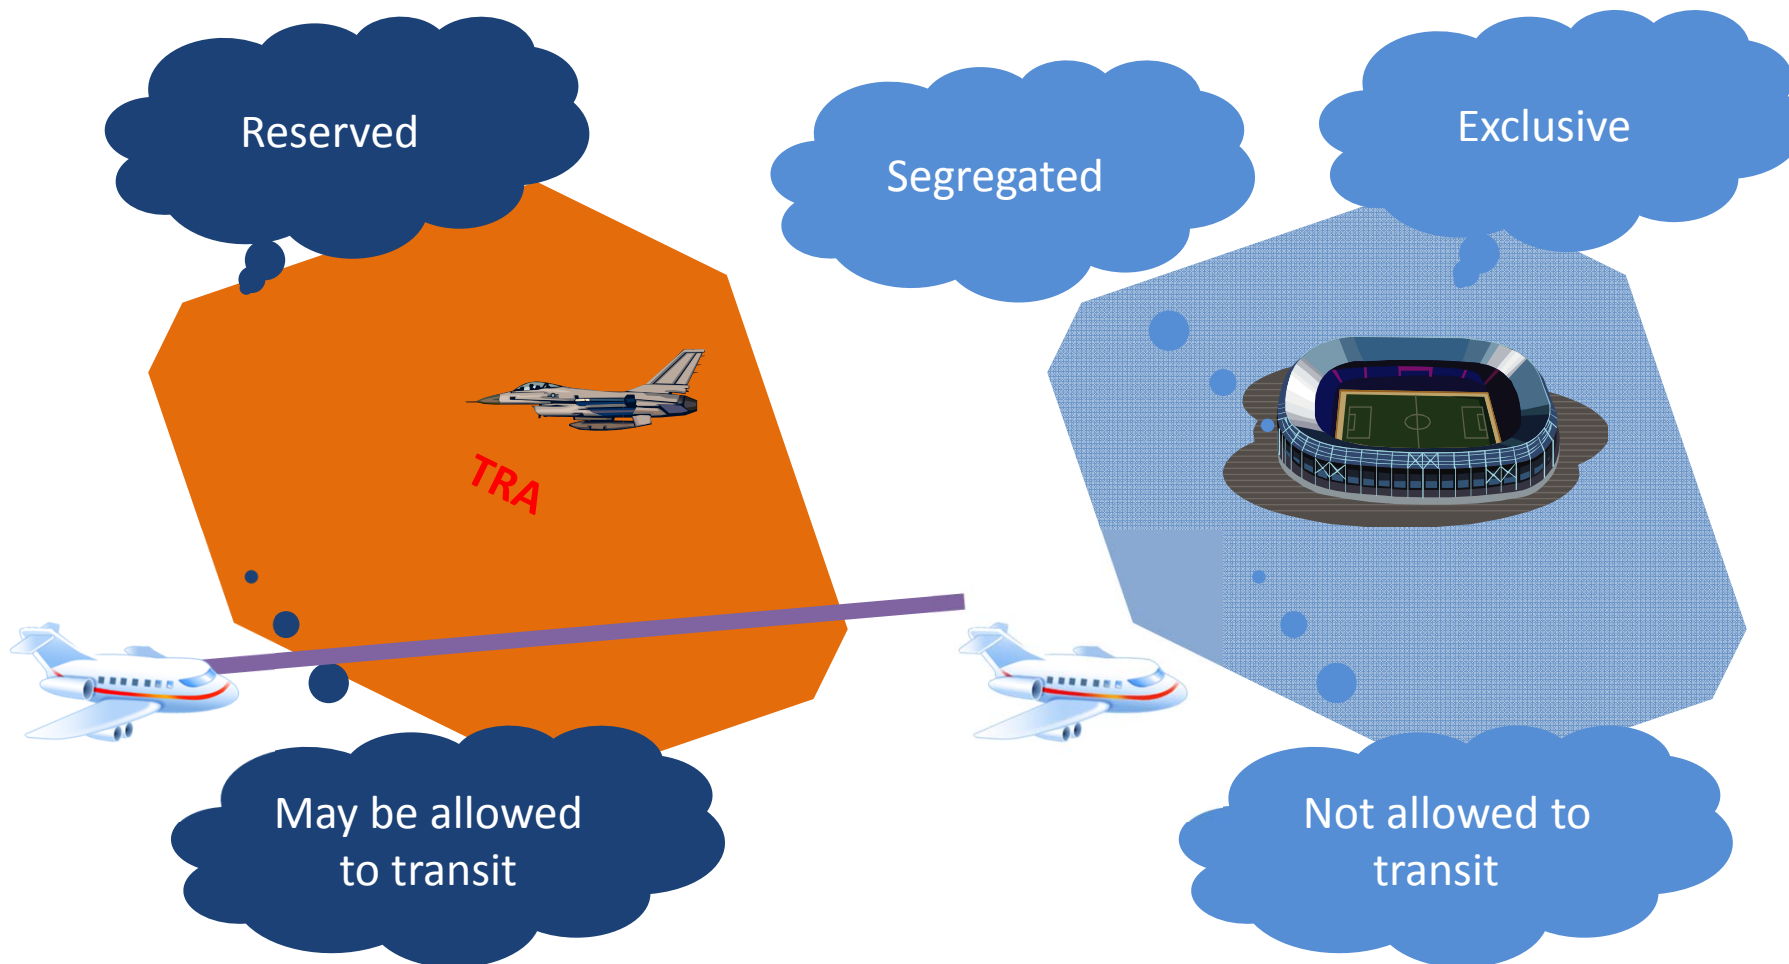 Reserved
Segregated
Exclusive
TRA
May be allowed
to transit
Not allowed to
transit